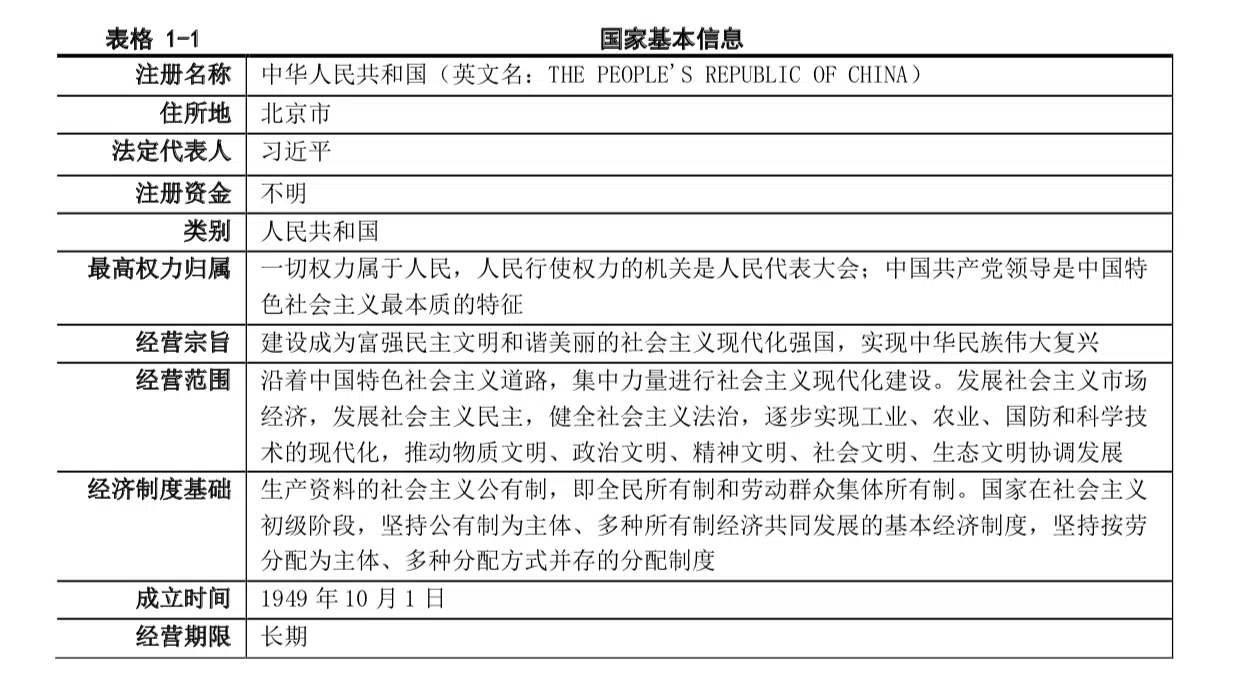 表格 1-1 国家基本信息
注册名称 中华人民共和国（英文名：THE PEOPLE'S REPUBLIC OF CHINA）
住所地 北京市
法定代表人 习近平
注册资金 不明
类别 人民共和国
最高权力归属 一切权力属于人民，人民行使权力的机关是人民代表大会；中国共产党领导是中国特
色社会主义最本质的特征
经营宗旨 建设成为富强民主文明和谐美丽的社会主义现代化强国，实现中华民族伟大复兴
经营范围 沿着中国特色社会主义道路，集中力量进行社会主义现代化建设。发展社会主义市场
经济，发展社会主义民主，健全社会主义法治，逐步实现工业、农业、国防和科学技
术的现代化，推动物质文明、政治文明、精神文明、社会文明、生态文明协调发展
经济制度基础 生产资料的社会主义公有制，即全民所有制和劳动群众集体所有制。国家在社会主义
初级阶段，坚持公有制为主体、多种所有制经济共同发展的基本经济制度，坚持按劳
分配为主体、多种分配方式并存的分配制度
成立时间 1949 年 10 月 1 日
经营期限 长期